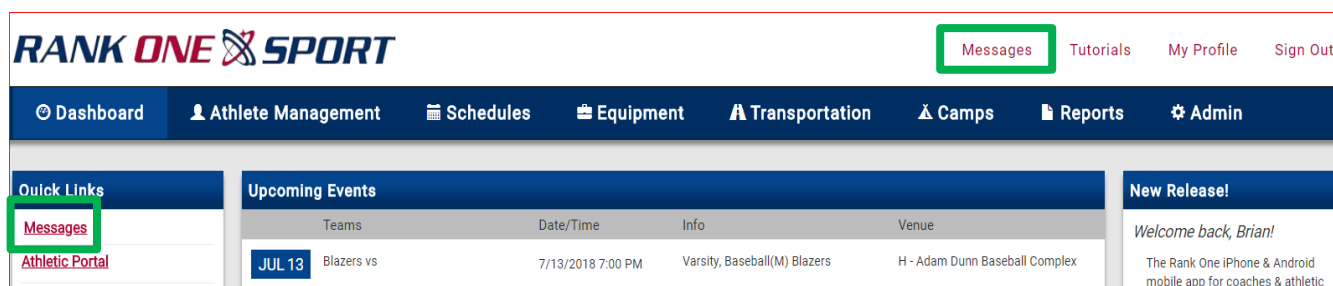 RANK ONE SPORT
Messages Tutorials My Profile Sign Out
Dashboard Athlete Management Schedules Equipment Transportation Camps Reports Admin
Quick Links
Messages
Athletic Portal
Upcoming Events
Teams Date/Time Info Venue
JUL 13 Blazers vs 7/13/2018 7:00 PM Varsity, Baseball(M) Blazers H - Adam Dunn Baseball Complex
New Release!
Welcome back, Brian!
The Rank One iPhone & Android
mobile app for coaches & athletic